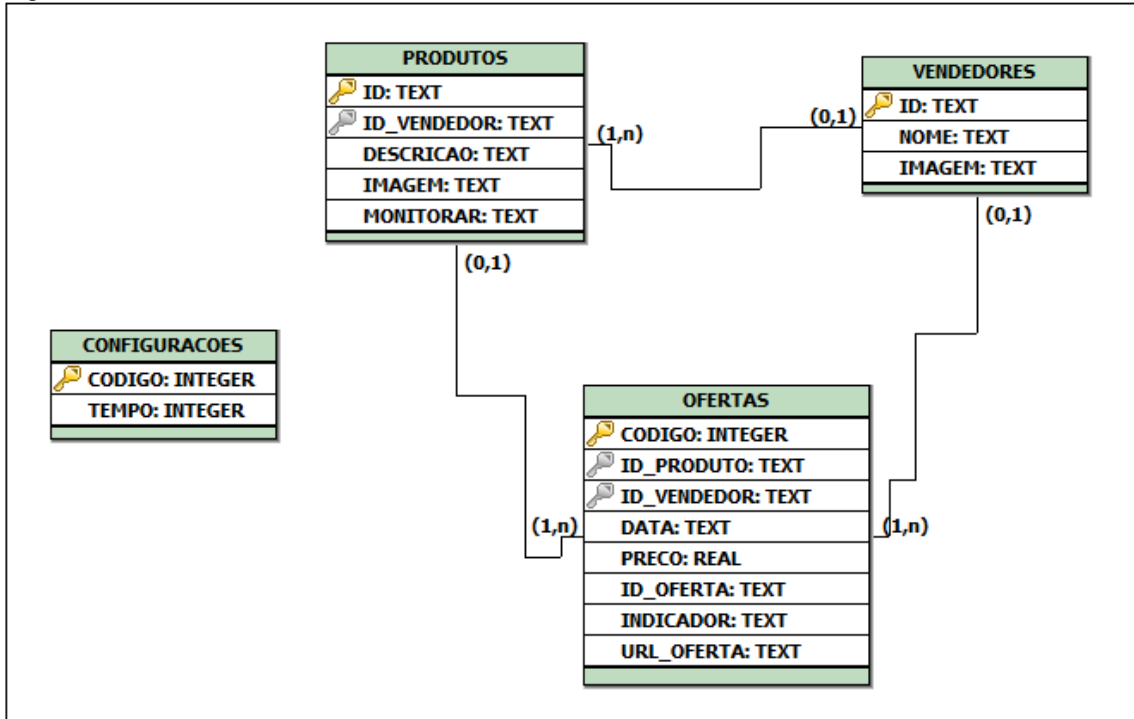 PRODUTOS
ID: TEXT
ID_VENDEDOR: TEXT
DESCRICAO: TEXT
IMAGEM: TEXT
MONITORAR: TEXT
(1,n)
(0,1)
VENDEDORES
ID: TEXT
NOME: TEXT
IMAGEM: TEXT
(0,1)
(0,1)
CONFIGURACOES
CODIGO: INTEGER
TEMPO: INTEGER
OFERTAS
CODIGO: INTEGER
ID_PRODUTO: TEXT
ID_VENDEDOR: TEXT
DATA: TEXT
PRECO: REAL
ID_OFERTA: TEXT
INDICADOR: TEXT
URL_OFERTA: TEXT
(1,n)
(1,n)